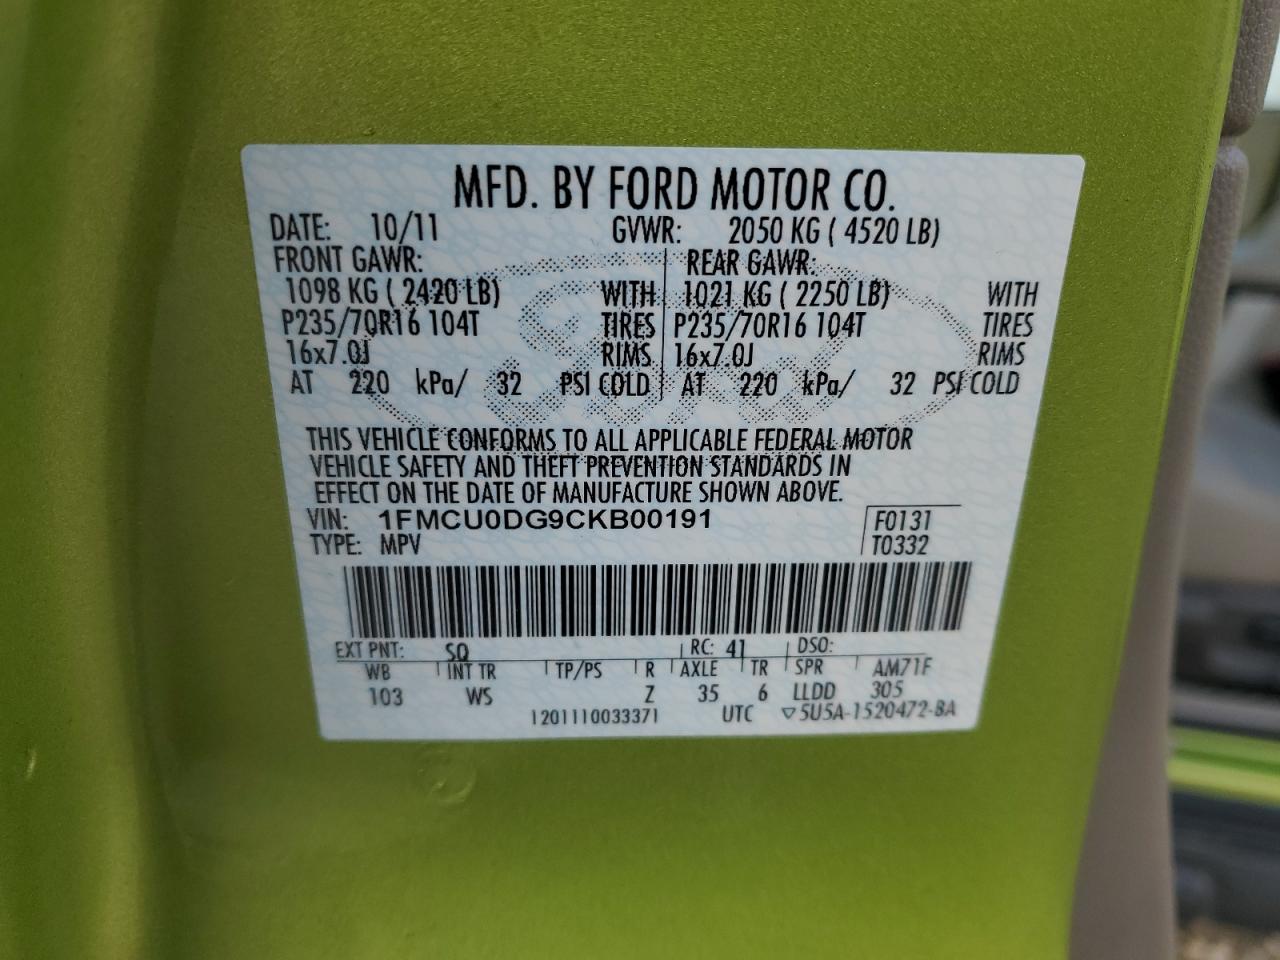 MFD. BY FORD MOTOR CO.
DATE: 10/11 GVWR: 2050 KG ( 4520 LB)
FRONT GAWR: REAR GAWR:
1098 KG ( 2420 LB) WITH 1021 KG ( 2250 LB) WITH
P235/70R16 104T TIRES P235/70R16 104T TIRES
16x7.0J RIMS 16x7.0J RIMS
AT 220 kPa/ 32 PSI COLD AT 220 kPa/ 32 PSI COLD
THIS VEHICLE CONFORMS TO ALL APPLICABLE FEDERAL MOTOR
VEHICLE SAFETY AND THEFT PREVENTION STANDARDS IN
EFFECT ON THE DATE OF MANUFACTURE SHOWN ABOVE.
VIN: 1FMCU0DG9CKB00191 F0131
TYPE: MPV T0332
EXT PNT: SQ RC: 41 DSO:
WB INT TR TP/PS R AXLE TR SPR AM71F
103 WS Z 35 6 LLDD 305
1201110033371 UTC ▽5U5A-1520472-BA